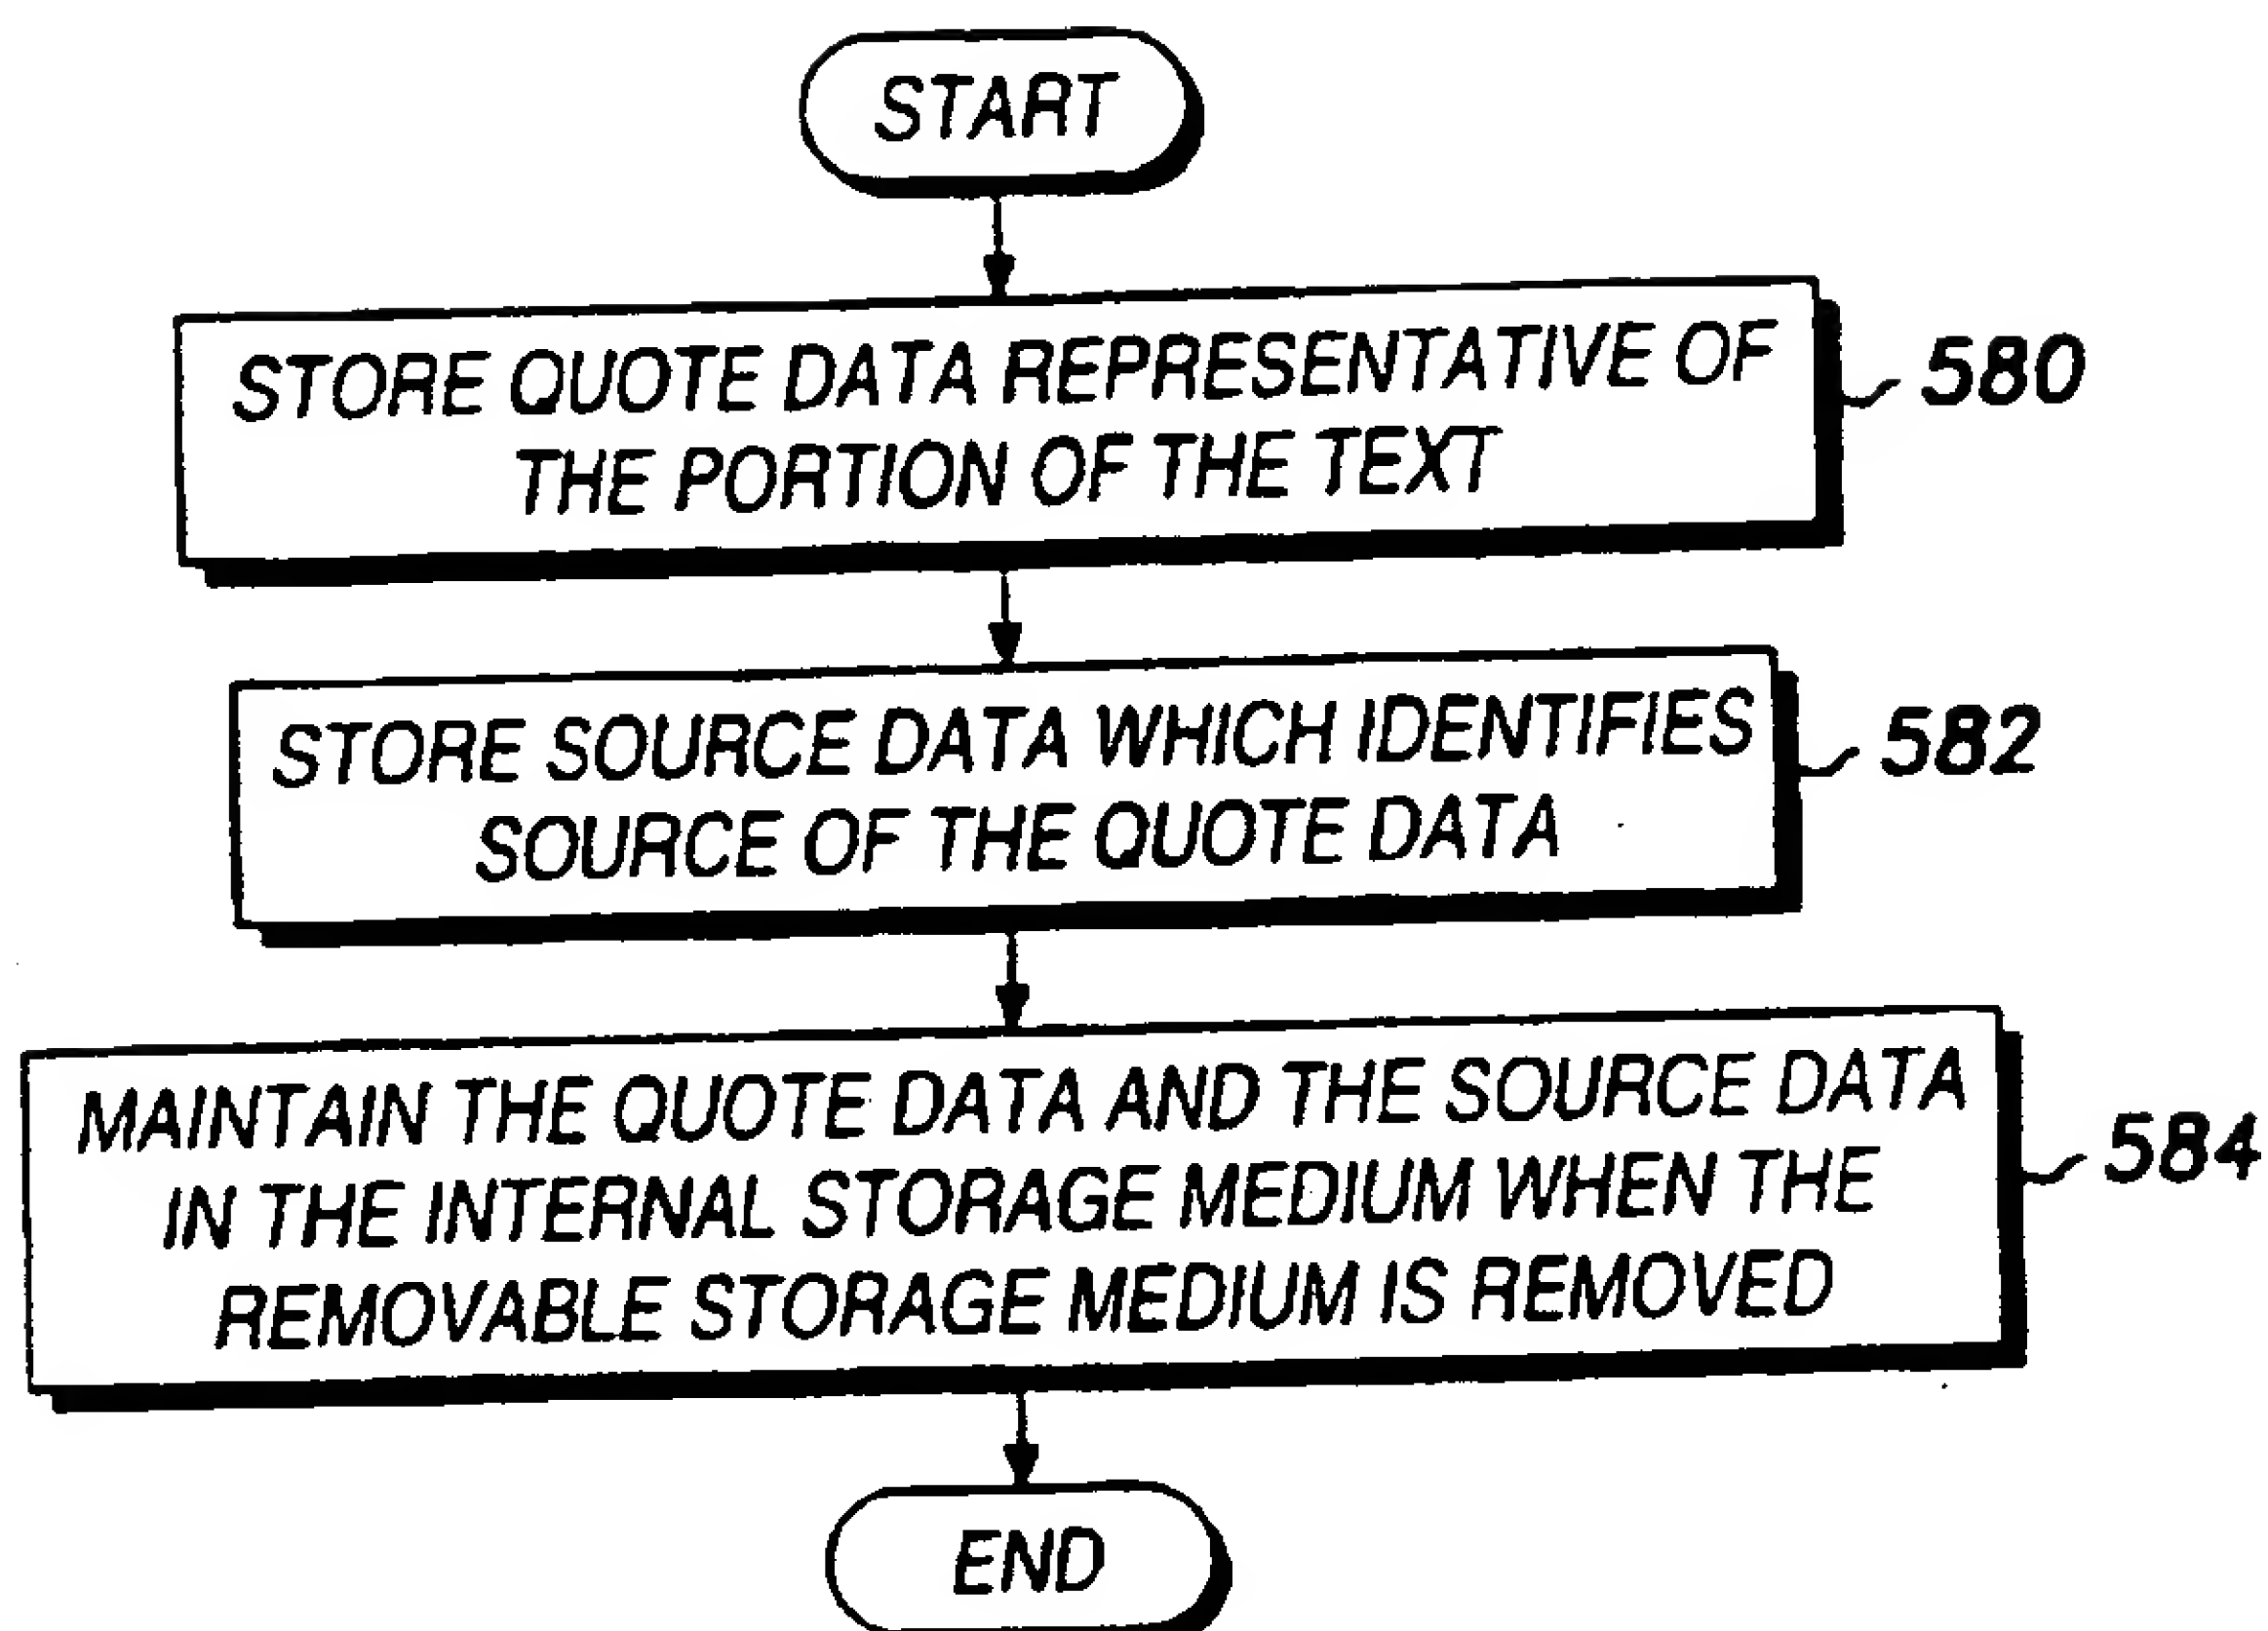 START
STORE QUOTE DATA REPRESENTATIVE OF
THE PORTION OF THE TEXT
580
STORE SOURCE DATA WHICH IDENTIFIES
SOURCE OF THE QUOTE DATA
582
MAINTAIN THE QUOTE DATA AND THE SOURCE DATA
IN THE INTERNAL STORAGE MEDIUM WHEN THE
REMOVABLE STORAGE MEDIUM IS REMOVED
584
END